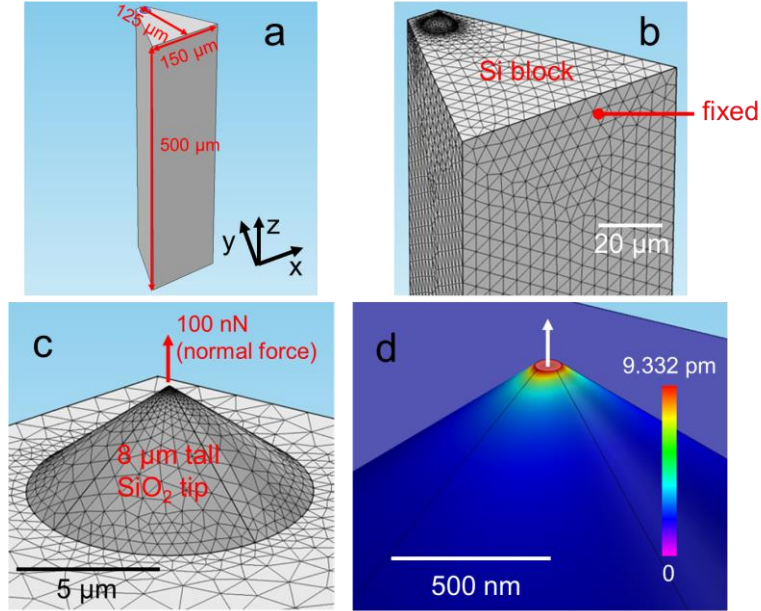 a
125 µm
150 µm
500 µm
z
y
x
b
Si block
fixed
20 µm
c
100 nN
(normal force)
8 µm tall
SiO₂ tip
5 µm
d
9.332 pm
0
500 nm